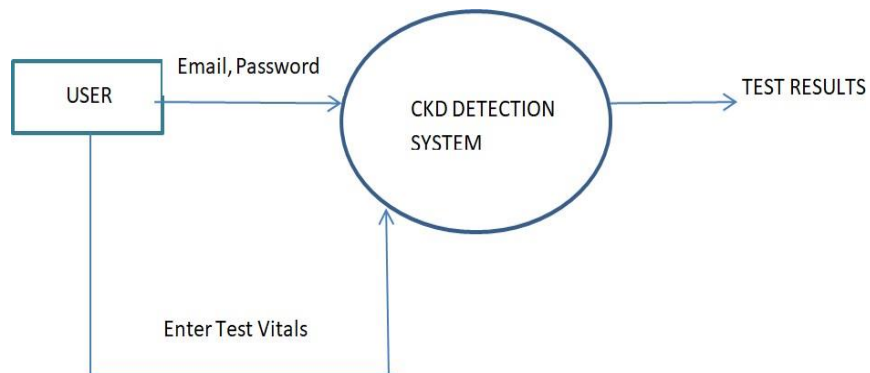 Email, Password
USER
TEST RESULTS
CKD DETECTION
SYSTEM
Enter Test Vitals